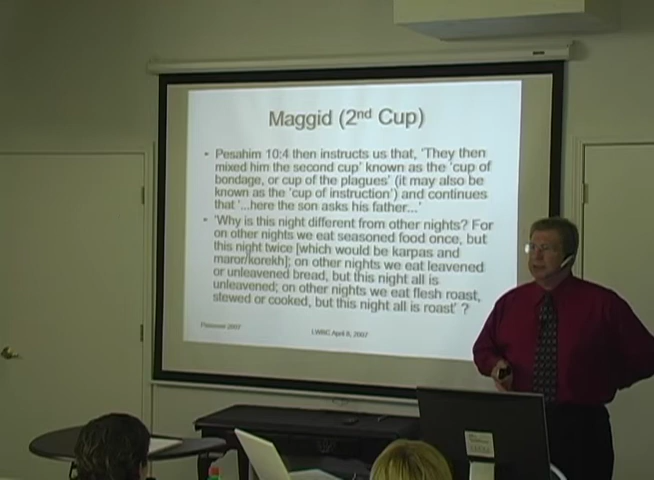 Maggid (2nd Cup)
- Pesahim 10:4 then instructs us that, 'They then
mixed him the second cup' known as the 'cup of
bondage, or cup of the plagues' (it may also be
known as the 'cup of instruction') and continues
that '...here the son asks his father...'
• 'Why is this night different from other nights? For
on other nights we eat seasoned food once, but
this night twice [which would be karpas and
maror/korekh]; on other nights we eat leavened
or unleavened bread, but this night all is
unleavened; on other nights we eat flesh roast,
stewed or cooked, but this night all is roast' ?
Passover 2007
LWBC April 8, 2007